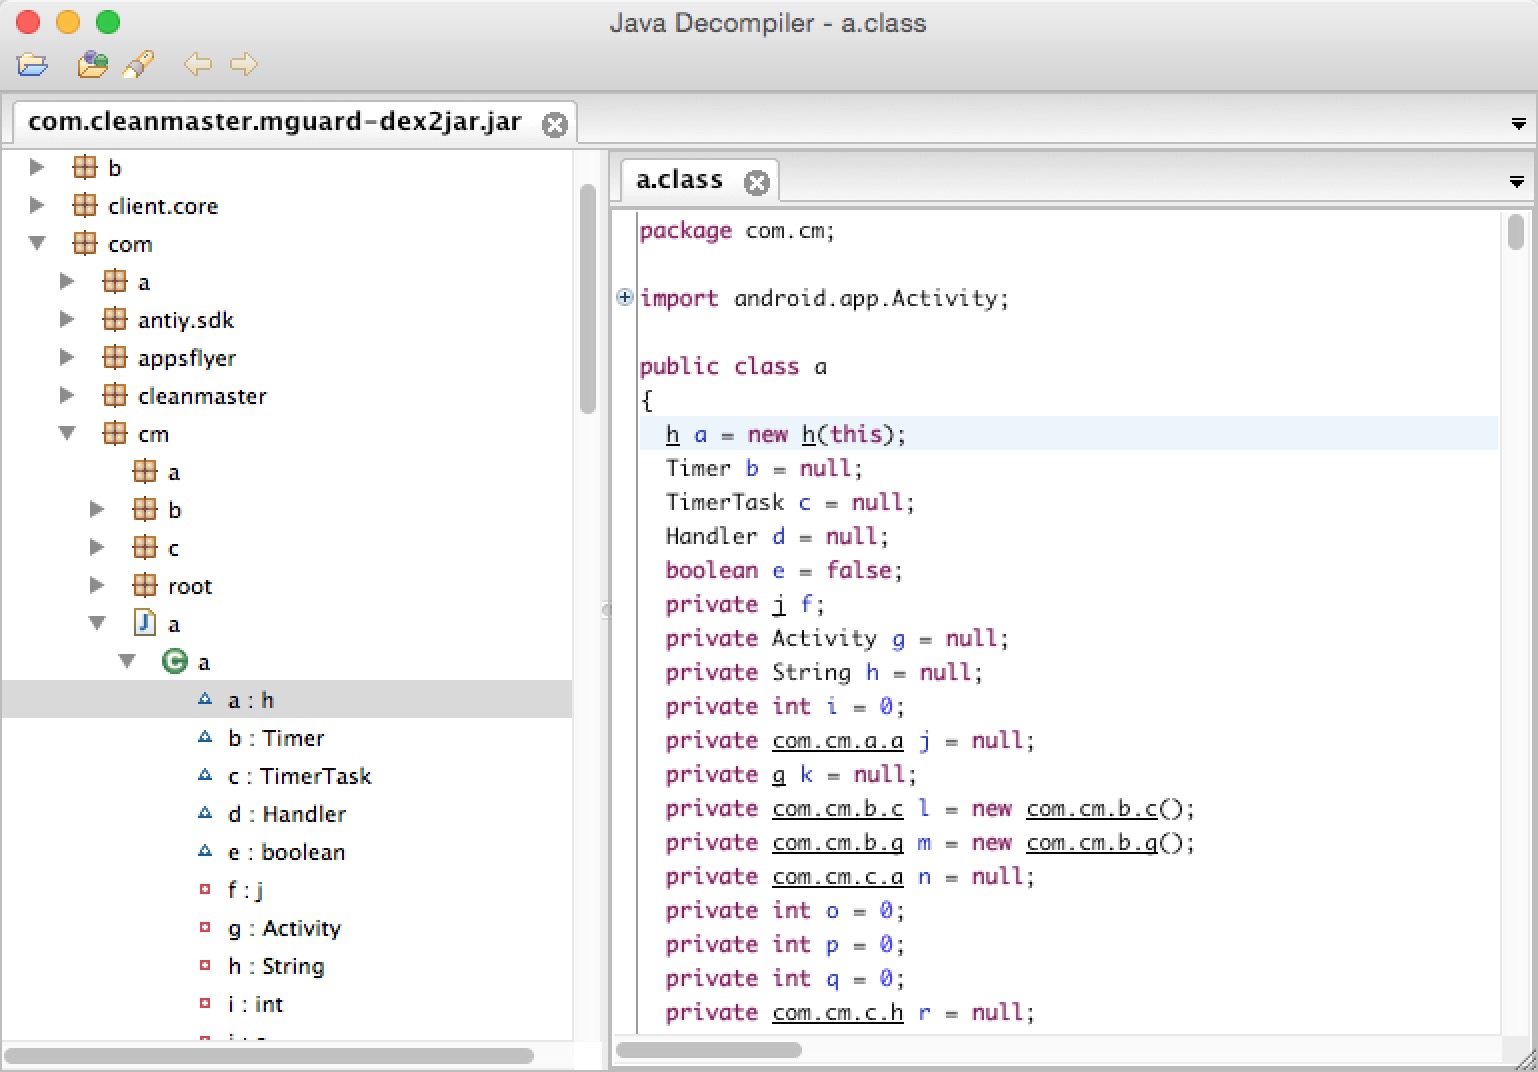 Java Decompiler - a.class
com.cleanmaster.mguard-dex2jar.jar
b
client.core
com
a
antiy.sdk
appsflyer
cleanmaster
cm
a
b
c
root
a
a
a : h
b : Timer
c : TimerTask
d : Handler
e : boolean
f : j
g : Activity
h : String
i : int
a.class
package com.cm;
import android.app.Activity;
public class a
{
h a = new h(this);
Timer b = null;
TimerTask c = null;
Handler d = null;
boolean e = false;
private j f;
private Activity g = null;
private String h = null;
private int i = 0;
private com.cm.a.a j = null;
private g k = null;
private com.cm.b.c l = new com.cm.b.c();
private com.cm.b.g m = new com.cm.b.g();
private com.cm.c.a n = null;
private int o = 0;
private int p = 0;
private int q = 0;
private com.cm.c.h r = null;